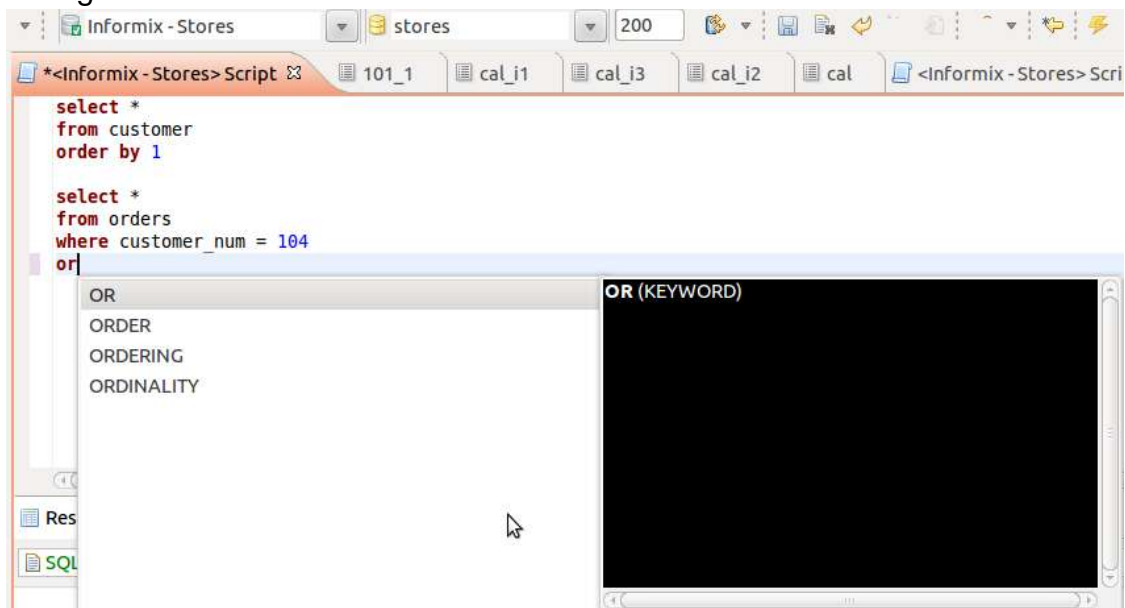 Informix - Stores stores 200
*<Informix - Stores> Script 101_1 cal_i1 cal_i3 cal_i2 cal <Informix - Stores> Scri
select *
from customer
order by 1
select *
from orders
where customer_num = 104
or
OR
ORDER
ORDERING
ORDINALITY
OR (KEYWORD)
Res
SQL